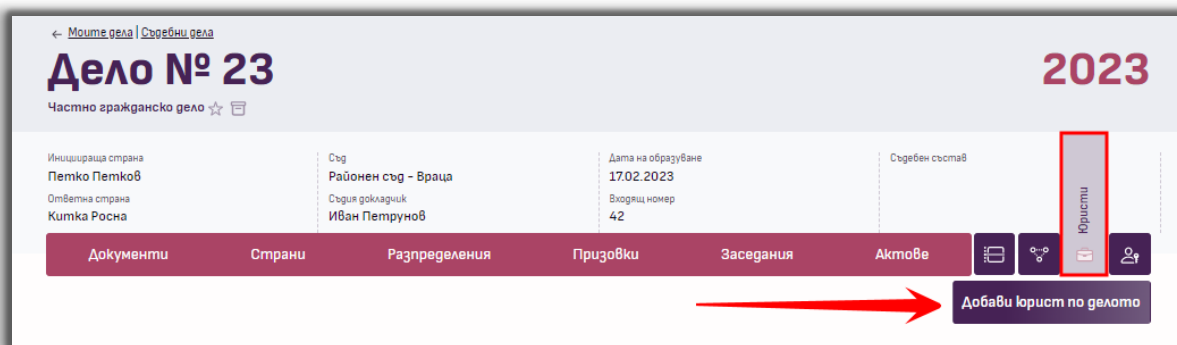 ← Моите дела | Съдебни дела
Дело № 23
2023
Частно гражданско дело
Инициираща страна
Петко Петков
Ответна страна
Китка Росна
Съд
Районен съд - Враца
Съдия докладчик
Иван Петрунов
Дата на образуване
17.02.2023
Входящ номер
42
Съдебен състав
Юристи
Документи Страни Разпределения Призовки Заседания Актове
Добави юрист по делото